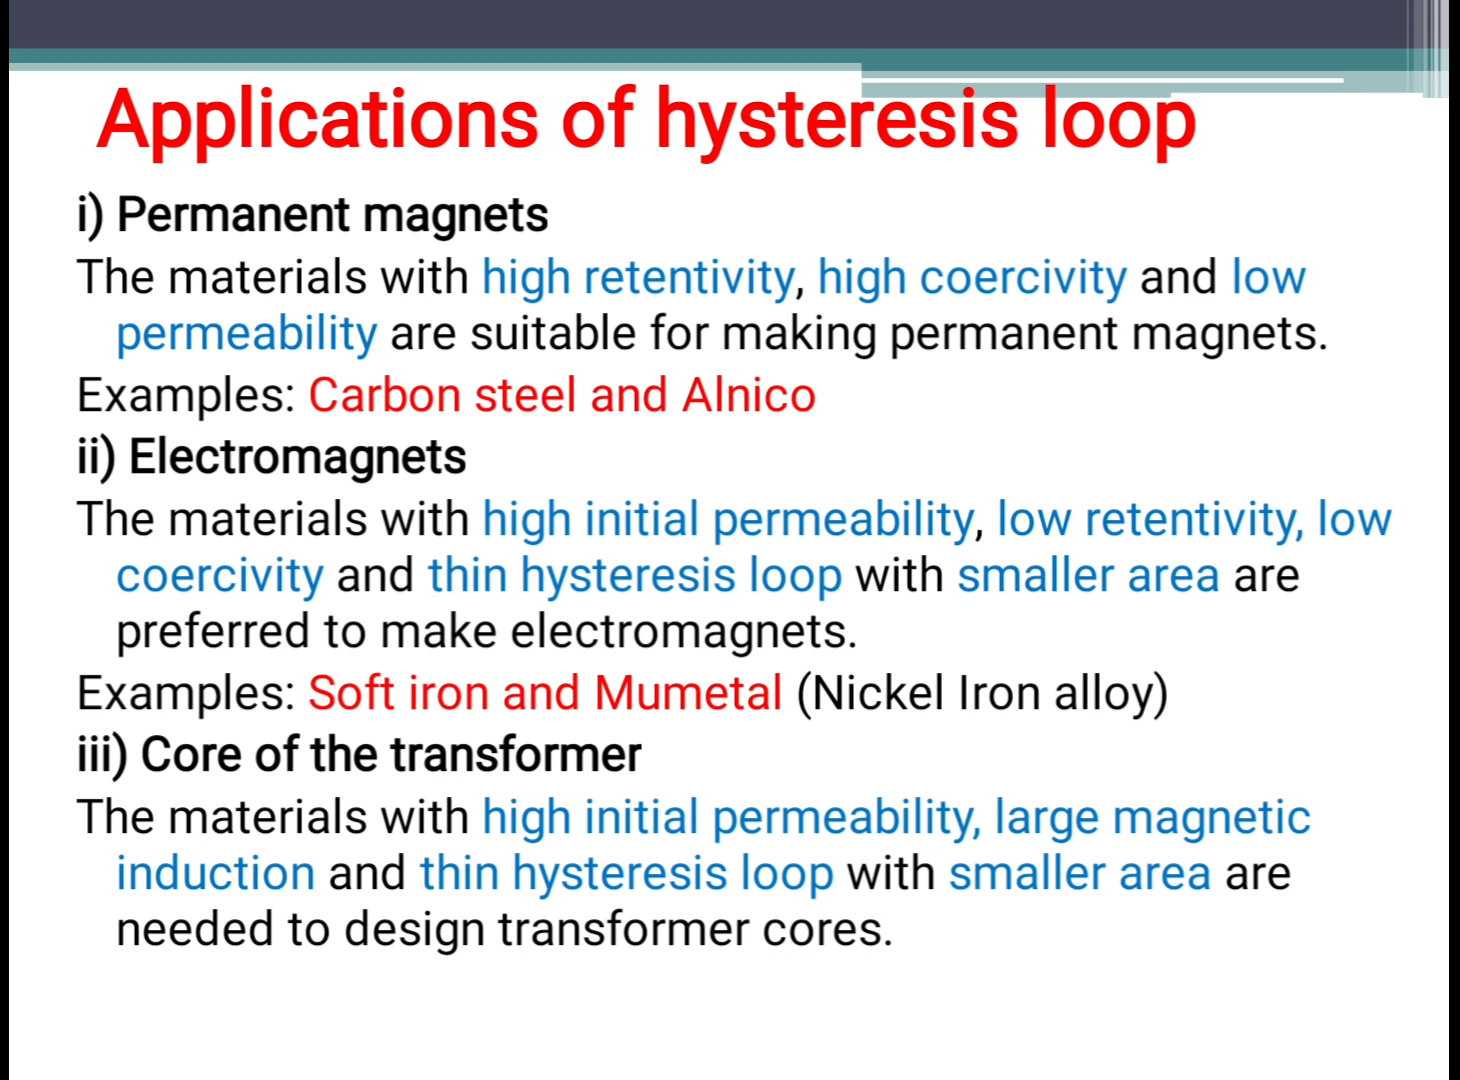 Applications of hysteresis loop
i) Permanent magnets
The materials with high retentivity, high coercivity and low
permeability are suitable for making permanent magnets.
Examples: Carbon steel and Alnico
ii) Electromagnets
The materials with high initial permeability, low retentivity, low
coercivity and thin hysteresis loop with smaller area are
preferred to make electromagnets.
Examples: Soft iron and Mumetal (Nickel Iron alloy)
iii) Core of the transformer
The materials with high initial permeability, large magnetic
induction and thin hysteresis loop with smaller area are
needed to design transformer cores.